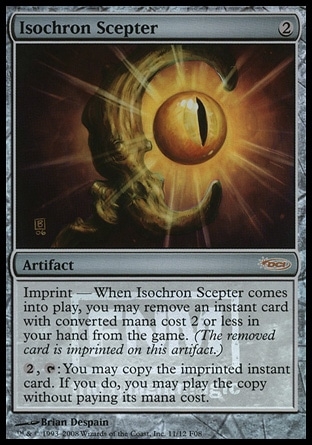 Isochron Scepter 2
B 06
Artifact
DCI
Imprint — When Isochron Scepter comes
into play, you may remove an instant card
with converted mana cost 2 or less in
your hand from the game. (The removed
card is imprinted on this artifact.)
2, : You may copy the imprinted instant
card. If you do, you may play the copy
without paying its mana cost.
Brian Despain
™ & © 1993–2008 Wizards of the Coast, Inc. 11/12 F08